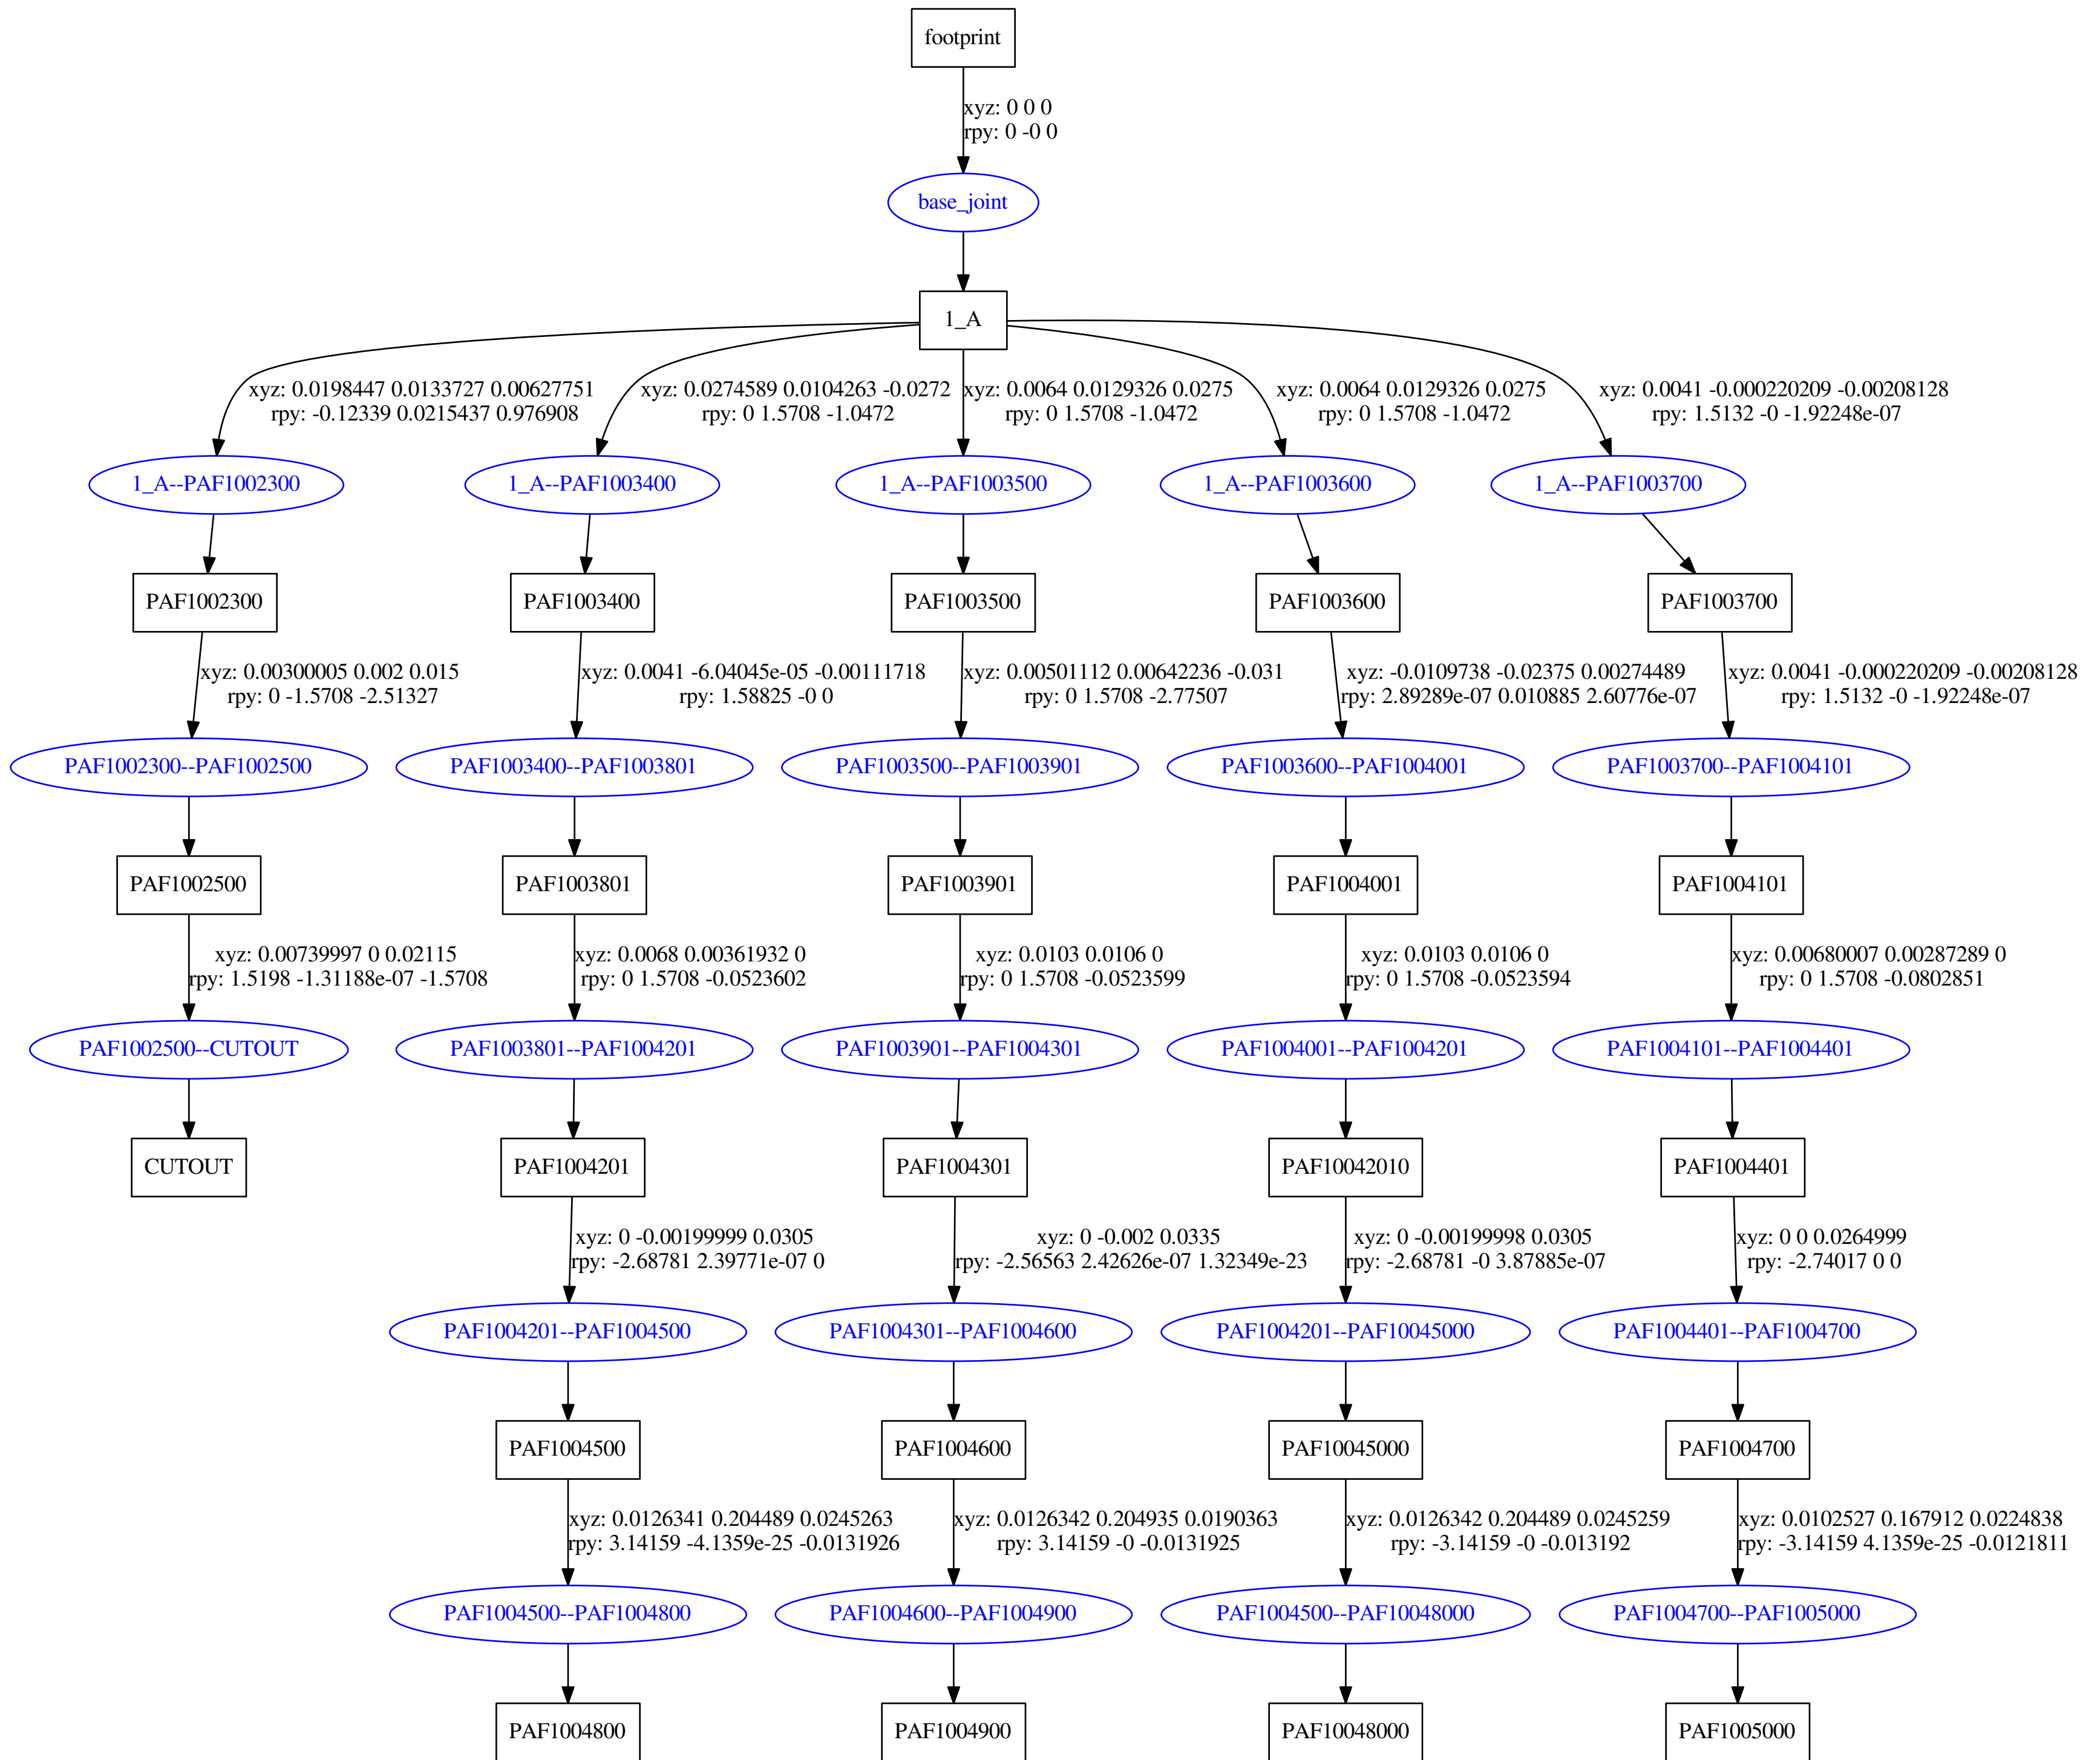 footprint
xyz: 0 0 0
rpy: 0 -0 0
base_joint
1_A
xyz: 0.0198447 0.0133727 0.00627751
rpy: -0.12339 0.0215437 0.976908
xyz: 0.0274589 0.0104263 -0.0272
rpy: 0 1.5708 -1.0472
xyz: 0.0064 0.0129326 0.0275
rpy: 0 1.5708 -1.0472
xyz: 0.0064 0.0129326 0.0275
rpy: 0 1.5708 -1.0472
xyz: 0.0041 -0.000220209 -0.00208128
rpy: 1.5132 -0 -1.92248e-07
1_A--PAF1002300
1_A--PAF1003400
1_A--PAF1003500
1_A--PAF1003600
1_A--PAF1003700
PAF1002300
PAF1003400
PAF1003500
PAF1003600
PAF1003700
xyz: 0.00300005 0.002 0.015
rpy: 0 -1.5708 -2.51327
xyz: 0.0041 -6.04045e-05 -0.00111718
rpy: 1.58825 -0 0
xyz: 0.00501112 0.00642236 -0.031
rpy: 0 1.5708 -2.77507
xyz: -0.0109738 -0.02375 0.00274489
rpy: 2.89289e-07 0.010885 2.60776e-07
xyz: 0.0041 -0.000220209 -0.00208128
rpy: 1.5132 -0 -1.92248e-07
PAF1002300--PAF1002500
PAF1003400--PAF1003801
PAF1003500--PAF1003901
PAF1003600--PAF1004001
PAF1003700--PAF1004101
PAF1002500
PAF1003801
PAF1003901
PAF1004001
PAF1004101
xyz: 0.00739997 0 0.02115
rpy: 1.5198 -1.31188e-07 -1.5708
xyz: 0.0068 0.00361932 0
rpy: 0 1.5708 -0.0523602
xyz: 0.0103 0.0106 0
rpy: 0 1.5708 -0.0523599
xyz: 0.0103 0.0106 0
rpy: 0 1.5708 -0.0523594
xyz: 0.00680007 0.00287289 0
rpy: 0 1.5708 -0.0802851
PAF1002500--CUTOUT
PAF1003801--PAF1004201
PAF1003901--PAF1004301
PAF1004001--PAF1004201
PAF1004101--PAF1004401
CUTOUT
PAF1004201
PAF1004301
PAF10042010
PAF1004401
xyz: 0 -0.00199999 0.0305
rpy: -2.68781 2.39771e-07 0
xyz: 0 -0.002 0.0335
rpy: -2.56563 2.42626e-07 1.32349e-23
xyz: 0 -0.00199998 0.0305
rpy: -2.68781 -0 3.87885e-07
xyz: 0 0 0.0264999
rpy: -2.74017 0 0
PAF1004201--PAF1004500
PAF1004301--PAF1004600
PAF1004201--PAF10045000
PAF1004401--PAF1004700
PAF1004500
PAF1004600
PAF10045000
PAF1004700
xyz: 0.0126341 0.204489 0.0245263
rpy: 3.14159 -4.1359e-25 -0.0131926
xyz: 0.0126342 0.204935 0.0190363
rpy: 3.14159 -0 -0.0131925
xyz: 0.0126342 0.204489 0.0245259
rpy: -3.14159 -0 -0.013192
xyz: 0.0102527 0.167912 0.0224838
rpy: -3.14159 4.1359e-25 -0.0121811
PAF1004500--PAF1004800
PAF1004600--PAF1004900
PAF1004500--PAF10048000
PAF1004700--PAF1005000
PAF1004800
PAF1004900
PAF10048000
PAF1005000